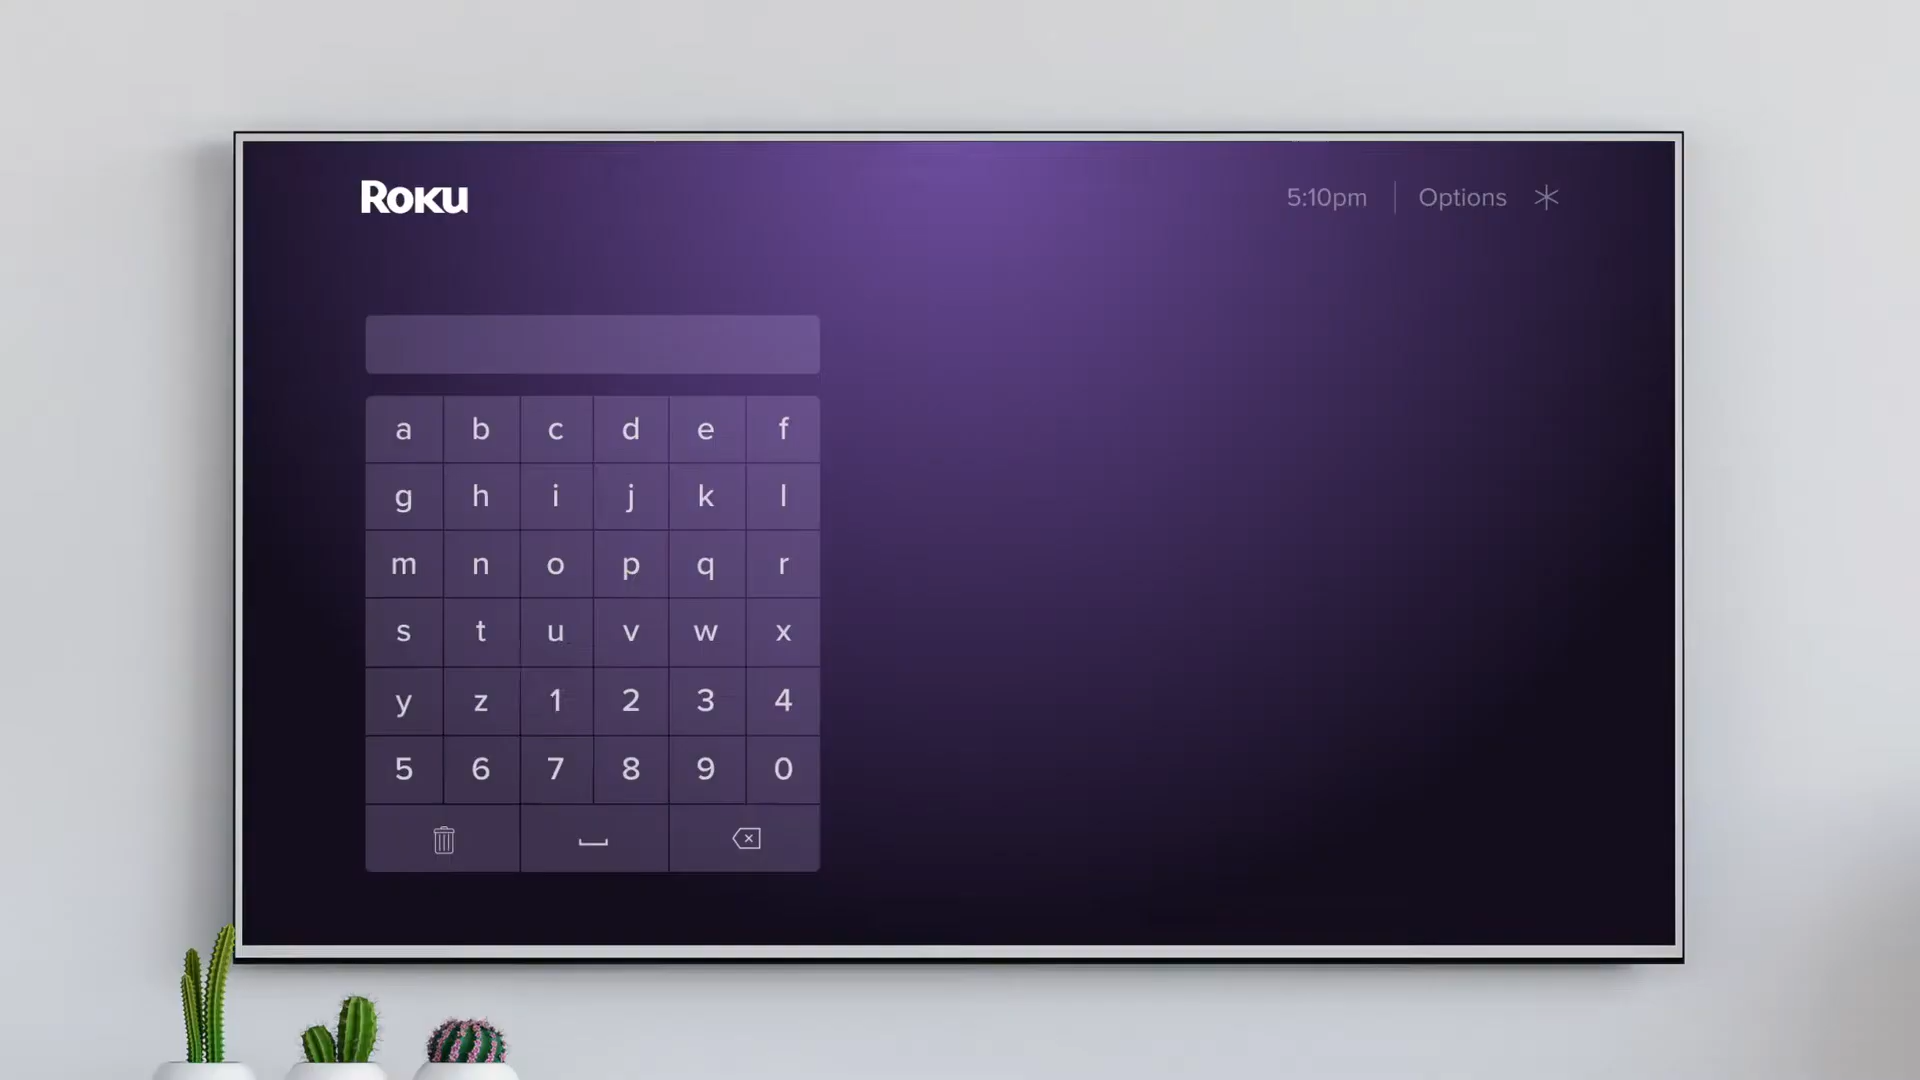 Roku
5:10pm | Options
a b c d e f
g h i j k l
m n o p q r
s t u v w x
y z 1 2 3 4
5 6 7 8 9 0